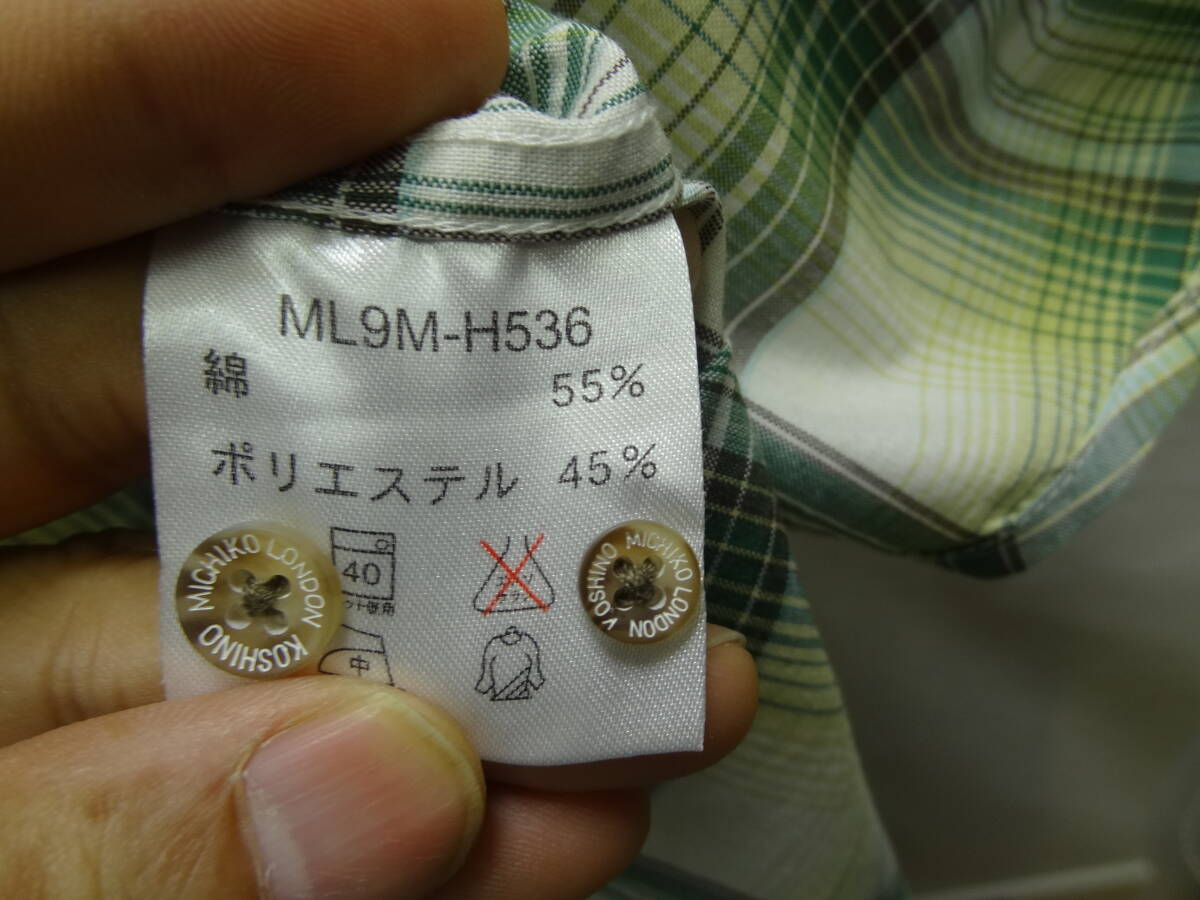 ML9M-H536
綿 55%
ポリエステル 45%
MICHIKO LONDON KOSHINO
40
中
MICHIKO LONDON KOSHINO